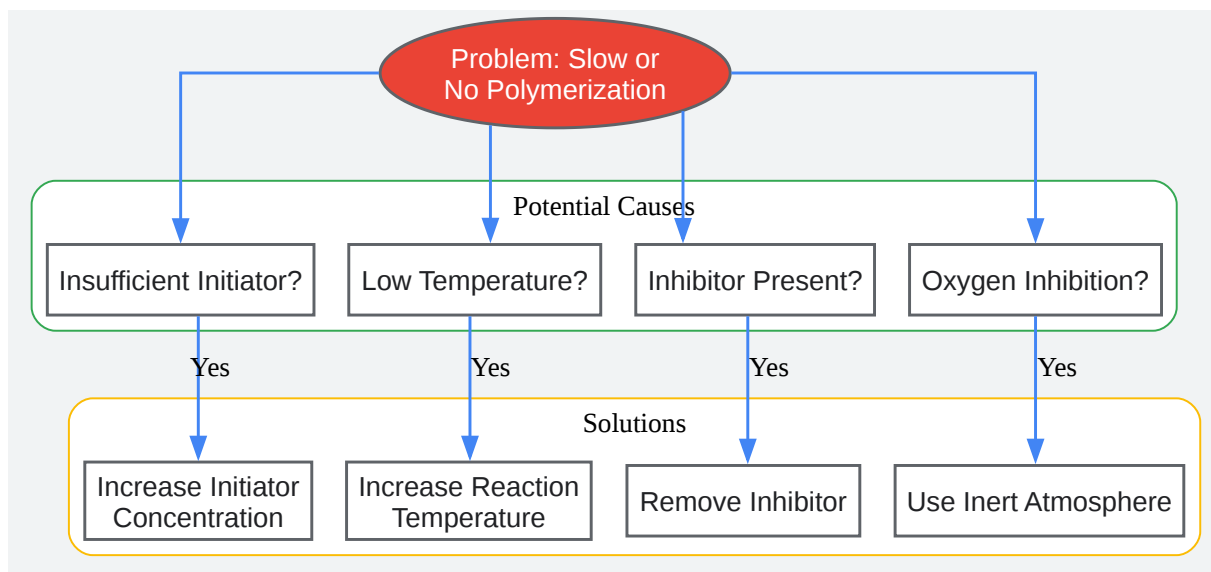 Problem: Slow or
No Polymerization
Potential Causes
Insufficient Initiator?
Low Temperature?
Inhibitor Present?
Oxygen Inhibition?
Yes
Yes
Yes
Yes
Solutions
Increase Initiator
Concentration
Increase Reaction
Temperature
Remove Inhibitor
Use Inert Atmosphere